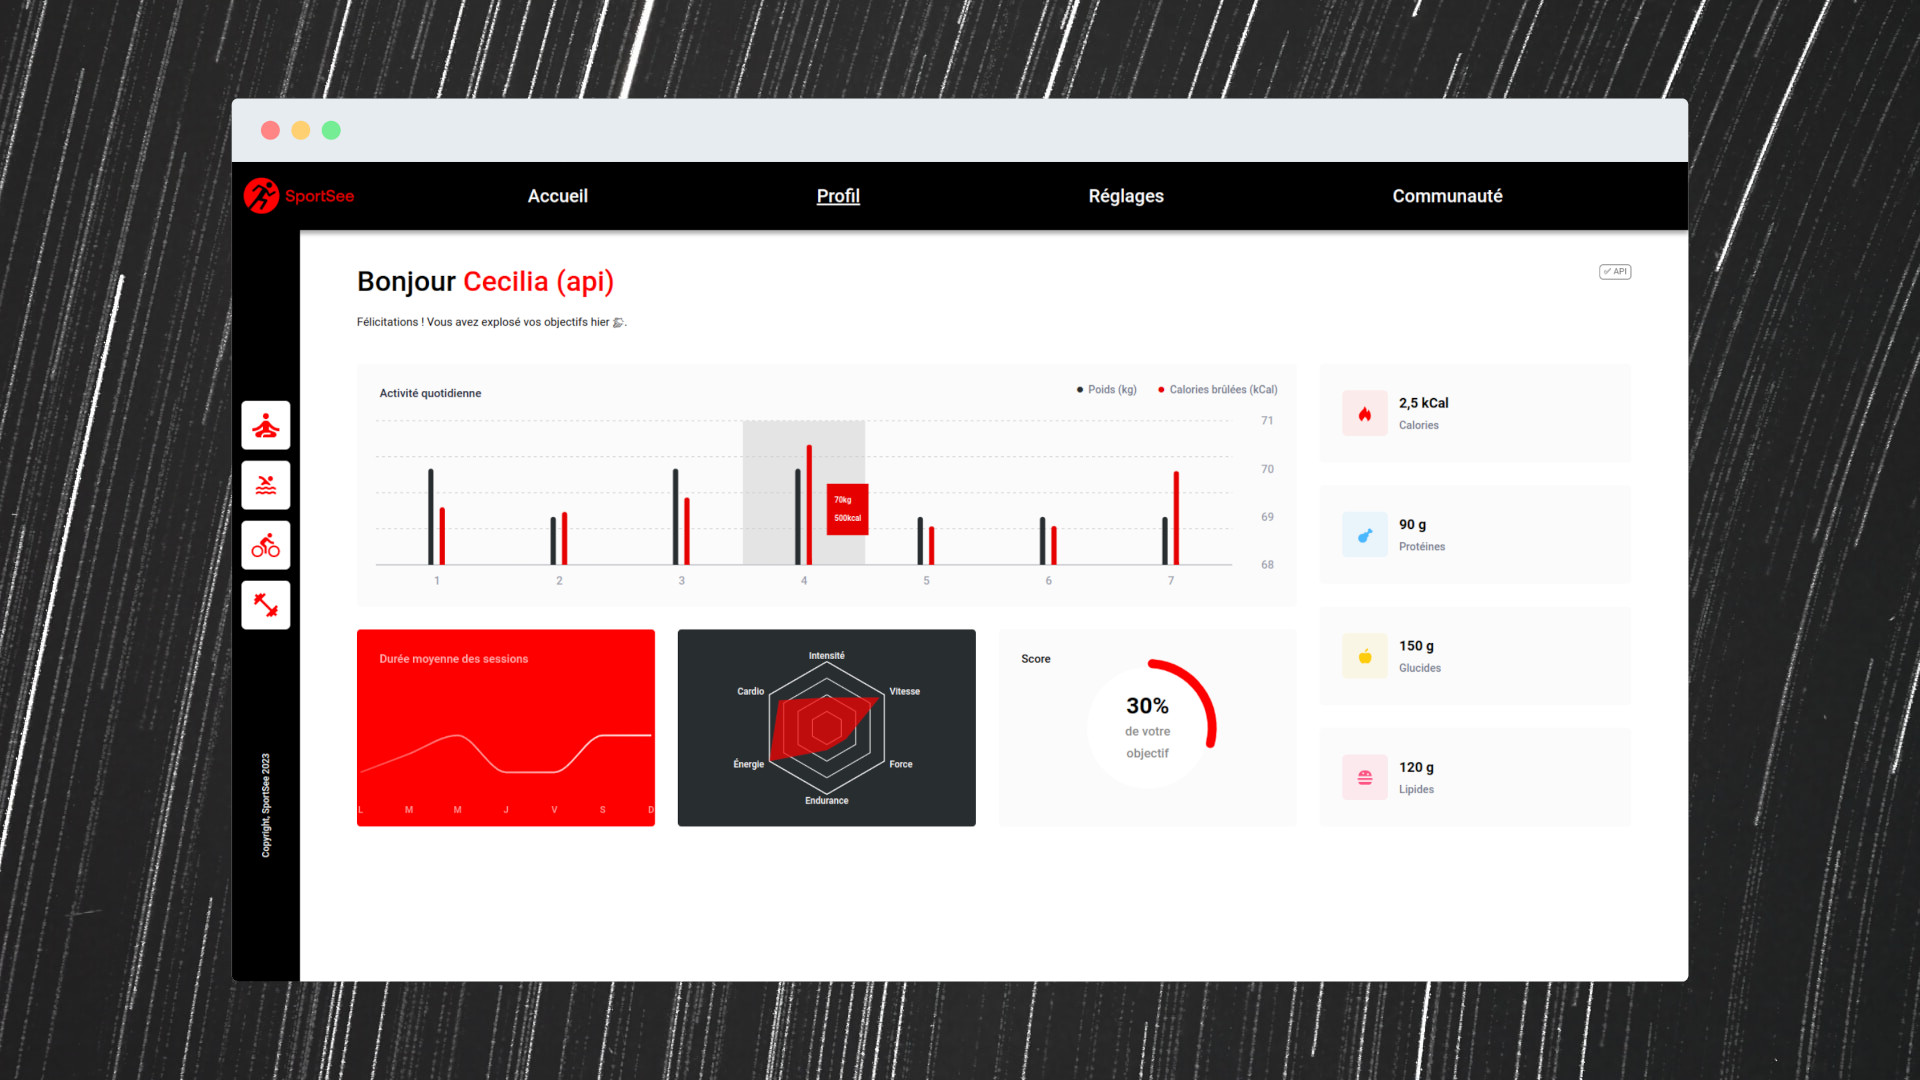 SportSee
Accueil
Profil
Réglages
Communauté
Bonjour Cecilia (api)
API
Félicitations ! Vous avez explosé vos objectifs hier
Activité quotidienne
Poids (kg)
Calories brûlées (kCal)
71
70
69
68
70kg
500kcal
1
2
3
4
5
6
7
2,5 kCal
Calories
90 g
Protéines
150 g
Glucides
120 g
Lipides
Durée moyenne des sessions
L
M
M
J
V
S
D
Intensité
Vitesse
Force
Endurance
Énergie
Cardio
Score
30%
de votre
objectif
Copyright, SportSee 2023